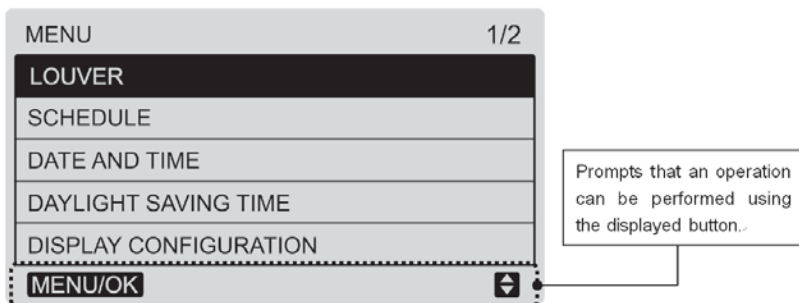 MENU 1/2
LOUVER
SCHEDULE
DATE AND TIME
DAYLIGHT SAVING TIME
DISPLAY CONFIGURATION
MENU/OK
Prompts that an operation
can be performed using
the displayed button.